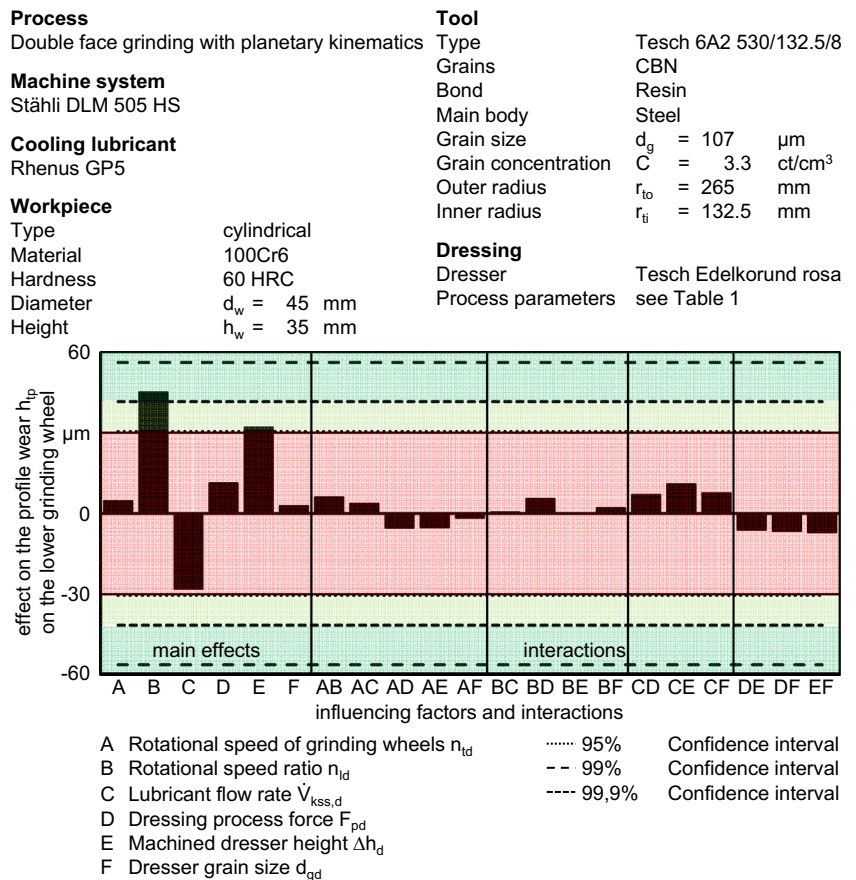 Process
Double face grinding with planetary kinematics
Machine system
Stähli DLM 505 HS
Cooling lubricant
Rhenus GP5
Workpiece
Type cylindrical
Material 100Cr6
Hardness 60 HRC
Diameter d_w = 45 mm
Height h_w = 35 mm
Tool
Type Tesch 6A2 530/132.5/8
Grains CBN
Bond Resin
Main body Steel
Grain size d_g = 107 µm
Grain concentration C = 3.3 ct/cm³
Outer radius r_to = 265 mm
Inner radius r_ti = 132.5 mm
Dressing
Dresser Tesch Edelkorund rosa
Process parameters see Table 1
effect on the profile wear h_tp
on the lower grinding wheel
60
µm
0
-30
-60
main effects interactions
A B C D E F AB AC AD AE AF BC BD BE BF CD CE CF DE DF EF
influencing factors and interactions
A Rotational speed of grinding wheels n_td
B Rotational speed ratio n_ld
C Lubricant flow rate V̇_kss,d
D Dressing process force F_pd
E Machined dresser height Δh_d
F Dresser grain size d_gd
95% Confidence interval
99% Confidence interval
99,9% Confidence interval